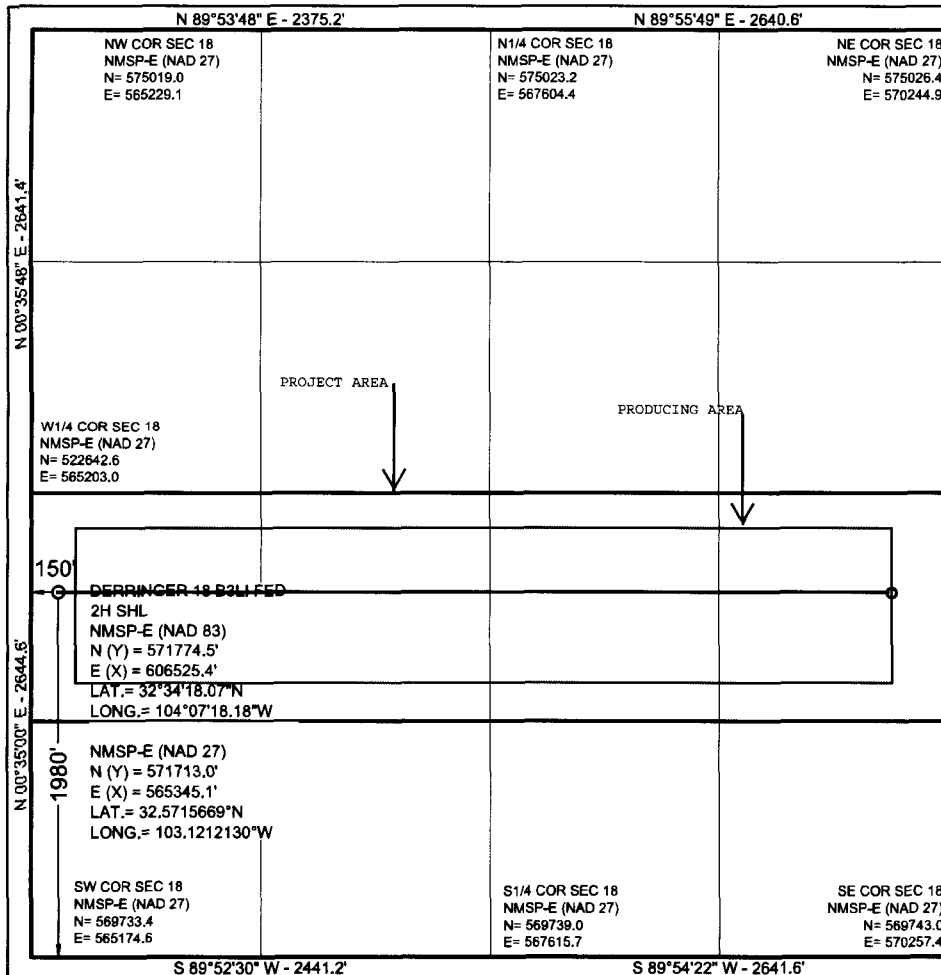 N 89°53'48" E - 2375.2'
N 89°55'49" E - 2640.6'
NW COR SEC 18
NMSP-E (NAD 27)
N= 575019.0
E= 565229.1
N1/4 COR SEC 18
NMSP-E (NAD 27)
N= 575023.2
E= 567604.4
NE COR SEC 18
NMSP-E (NAD 27)
N= 575026.4
E= 570244.9
N 00°35'48" E - 2641.4'
PROJECT AREA
PRODUCING AREA
W1/4 COR SEC 18
NMSP-E (NAD 27)
N= 522642.6
E= 565203.0
150'
DERRINGER 18 B3LI FED
2H SHL
NMSP-E (NAD 83)
N (Y) = 571774.5'
E (X) = 606525.4'
LAT.= 32°34'18.07"N
LONG.= 104°07'18.18"W
N 00°35'00" E - 2644.6'
1980'
NMSP-E (NAD 27)
N (Y) = 571713.0'
E (X) = 565345.1'
LAT.= 32.5715669°N
LONG.= 103.1212130°W
SW COR SEC 18
NMSP-E (NAD 27)
N= 569733.4
E= 565174.6
S1/4 COR SEC 18
NMSP-E (NAD 27)
N= 569739.0
E= 567615.7
SE COR SEC 18
NMSP-E (NAD 27)
N= 569743.0
E= 570257.4
S 89°52'30" W - 2441.2'
S 89°54'22" W - 2641.6'